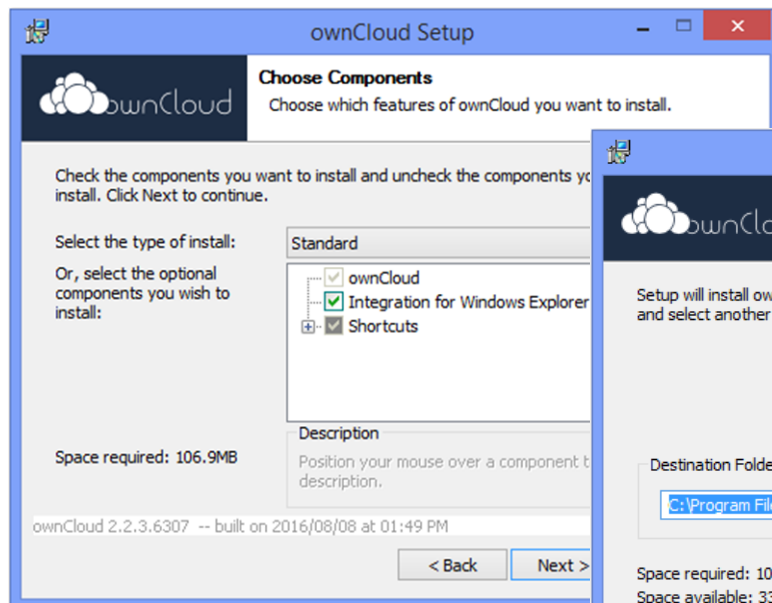 ownCloud Setup
ownCloud
Choose Components
Choose which features of ownCloud you want to install.
Check the components you want to install and uncheck the components yo
install. Click Next to continue.
Select the type of install:
Standard
Or, select the optional
components you wish to
install:
ownCloud
Integration for Windows Explorer
Shortcuts
Space required: 106.9MB
Description
Position your mouse over a component t
description.
ownCloud 2.2.3.6307 -- built on 2016/08/08 at 01:49 PM
< Back
Next >
ownClo
Setup will install ow
and select another
Destination Folde
C:\Program File
Space required: 10
Space available: 33